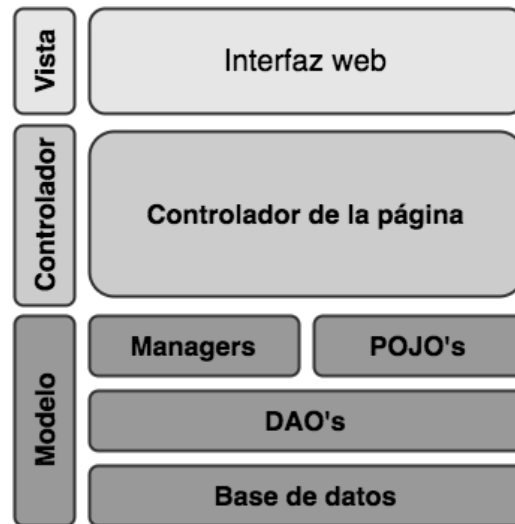 Vista
Interfaz web
Controlador
Controlador de la página
Modelo
Managers
POJO's
DAO's
Base de datos